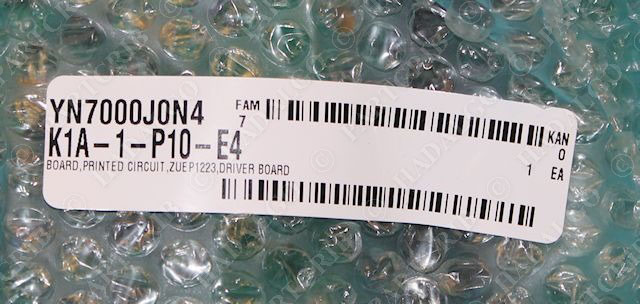 YN7000J0N4 FAM KAN
7 0
K1A-1-P10-E4 1 EA
BOARD,PRINTED CIRCUIT,ZUEP1223,DRIVER BOARD